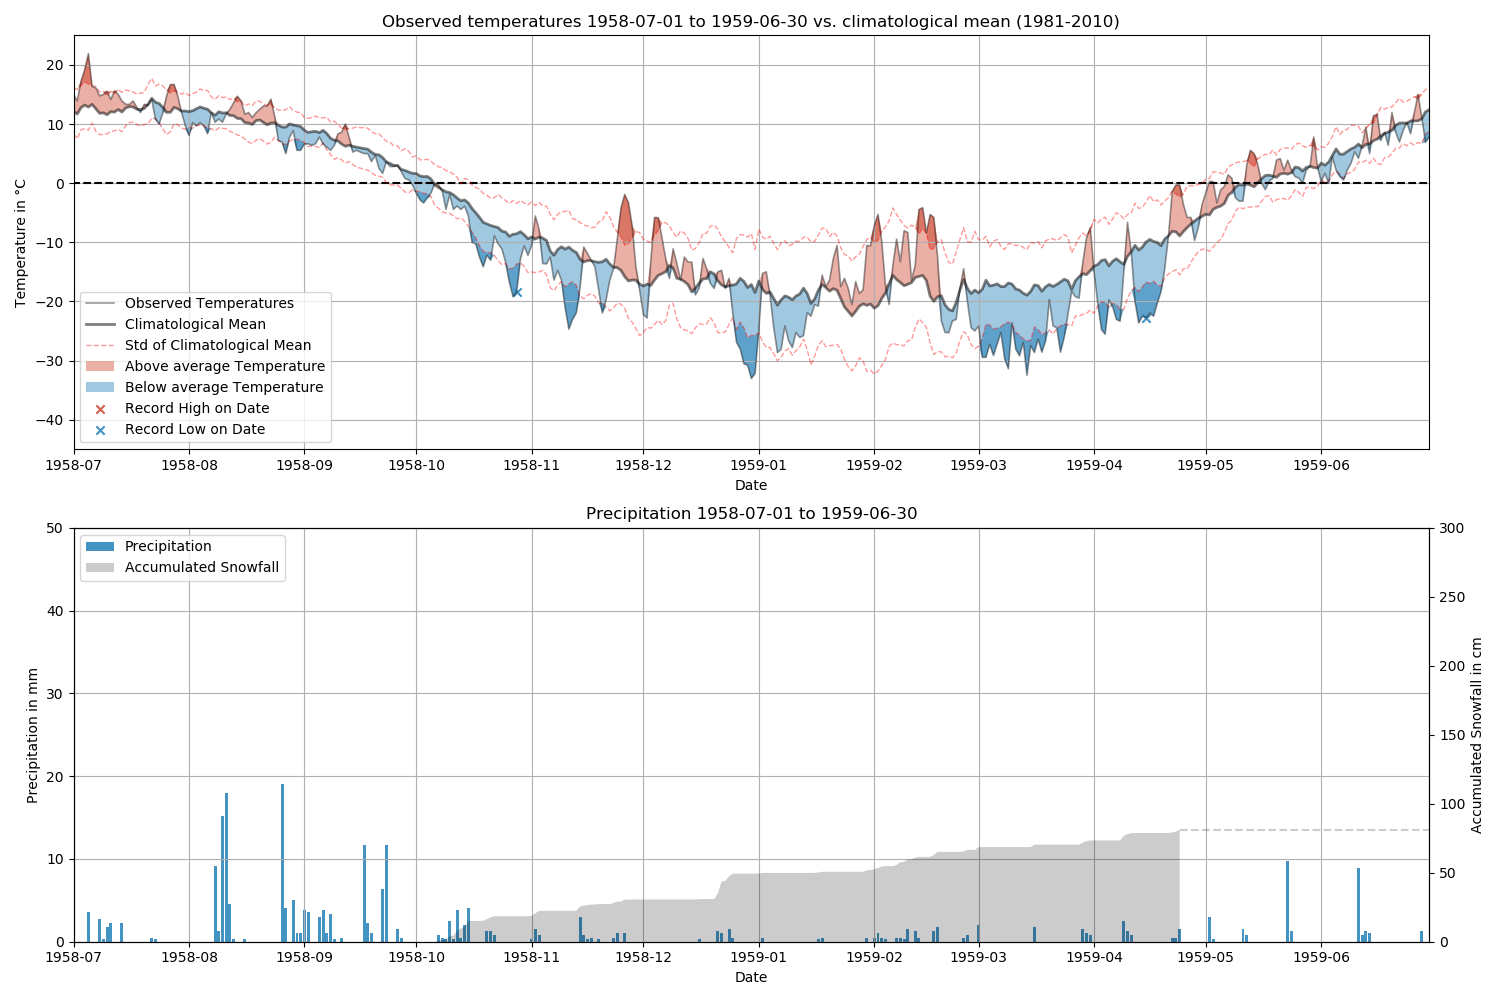 Observed temperatures 1958-07-01 to 1959-06-30 vs. climatological mean (1981-2010)
Temperature in °C
20
10
0
−10
−20
−30
−40
Observed Temperatures
Climatological Mean
Std of Climatological Mean
Above average Temperature
Below average Temperature
Record High on Date
Record Low on Date
1958-07 1958-08 1958-09 1958-10 1958-11 1958-12 1959-01 1959-02 1959-03 1959-04 1959-05 1959-06
Date
Precipitation 1958-07-01 to 1959-06-30
Precipitation in mm
50
40
30
20
10
0
Precipitation
Accumulated Snowfall
300
250
200
150
100
50
0
Accumulated Snowfall in cm
1958-07 1958-08 1958-09 1958-10 1958-11 1958-12 1959-01 1959-02 1959-03 1959-04 1959-05 1959-06
Date